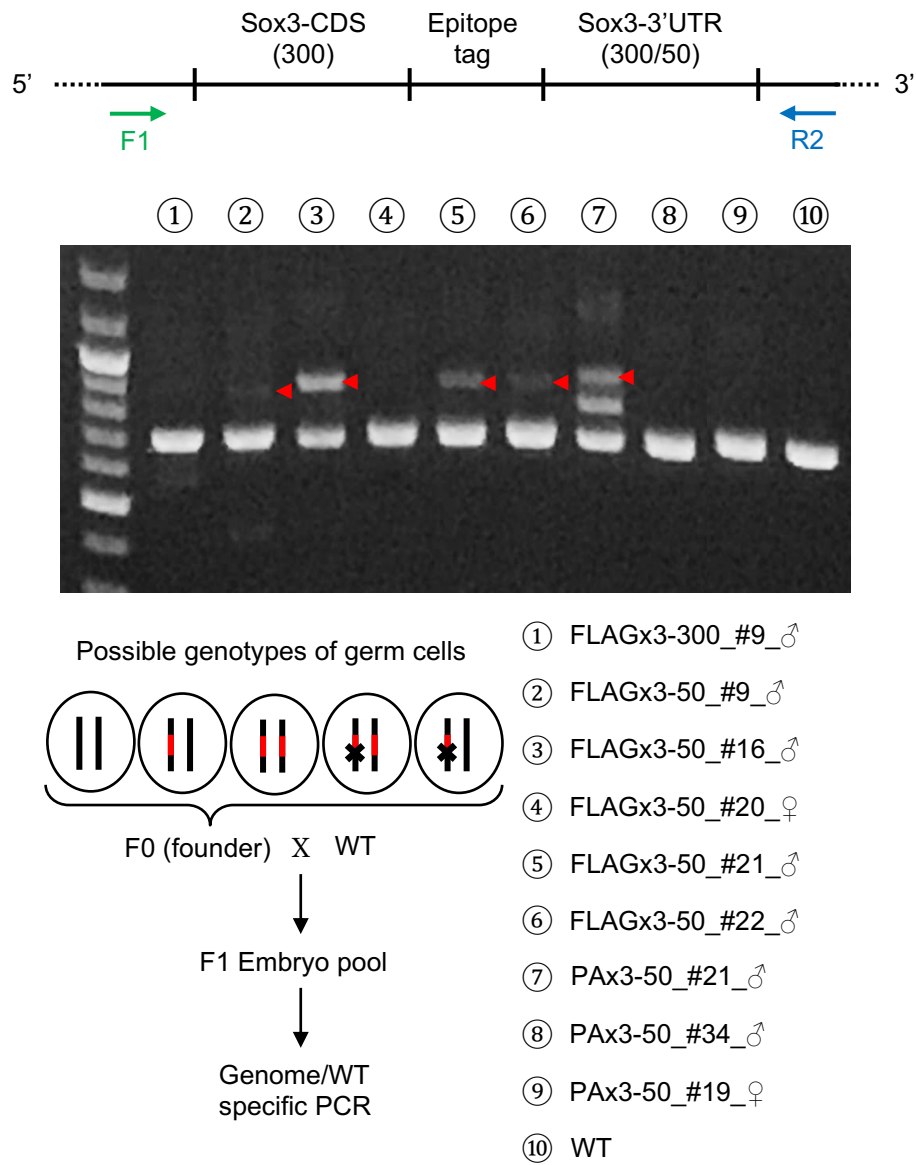 Sox3-CDS
(300)
Epitope
tag
Sox3-3’UTR
(300/50)
5’
3’
F1
R2
① ② ③ ④ ⑤ ⑥ ⑦ ⑧ ⑨ ⑩
Possible genotypes of germ cells
F0 (founder) X WT
F1 Embryo pool
Genome/WT
specific PCR
① FLAGx3-300_#9_♂
② FLAGx3-50_#9_♂
③ FLAGx3-50_#16_♂
④ FLAGx3-50_#20_♀
⑤ FLAGx3-50_#21_♂
⑥ FLAGx3-50_#22_♂
⑦ PAx3-50_#21_♂
⑧ PAx3-50_#34_♂
⑨ PAx3-50_#19_♀
⑩ WT